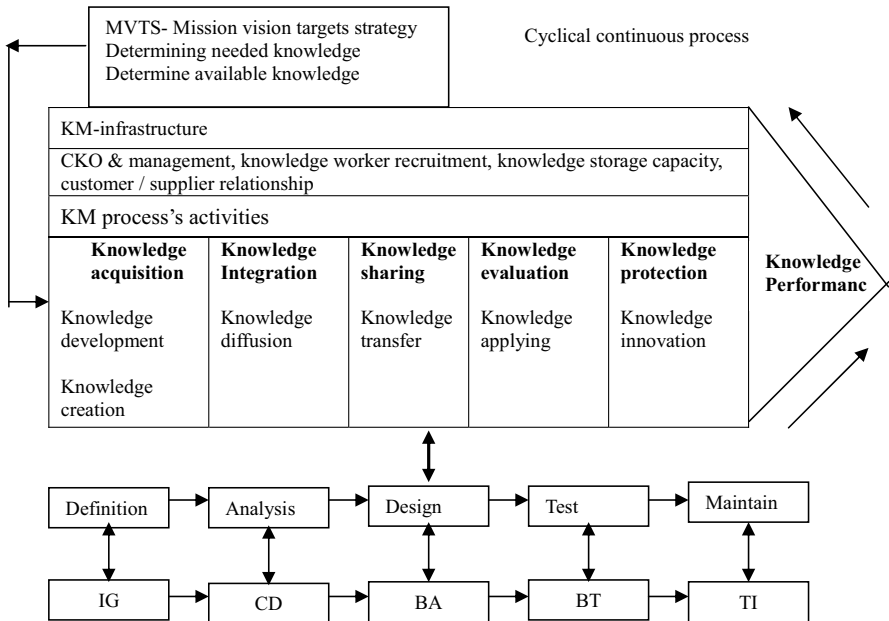 MVTS- Mission vision targets strategy
Determining needed knowledge
Determine available knowledge
Cyclical continuous process
KM-infrastructure
CKO & management, knowledge worker recruitment, knowledge storage capacity,
customer / supplier relationship
KM process’s activities
Knowledge
acquisition
Knowledge
development
Knowledge
creation
Knowledge
Integration
Knowledge
diffusion
Knowledge
sharing
Knowledge
transfer
Knowledge
evaluation
Knowledge
applying
Knowledge
protection
Knowledge
innovation
Knowledge
Performanc
Definition
Analysis
Design
Test
Maintain
IG
CD
BA
BT
TI